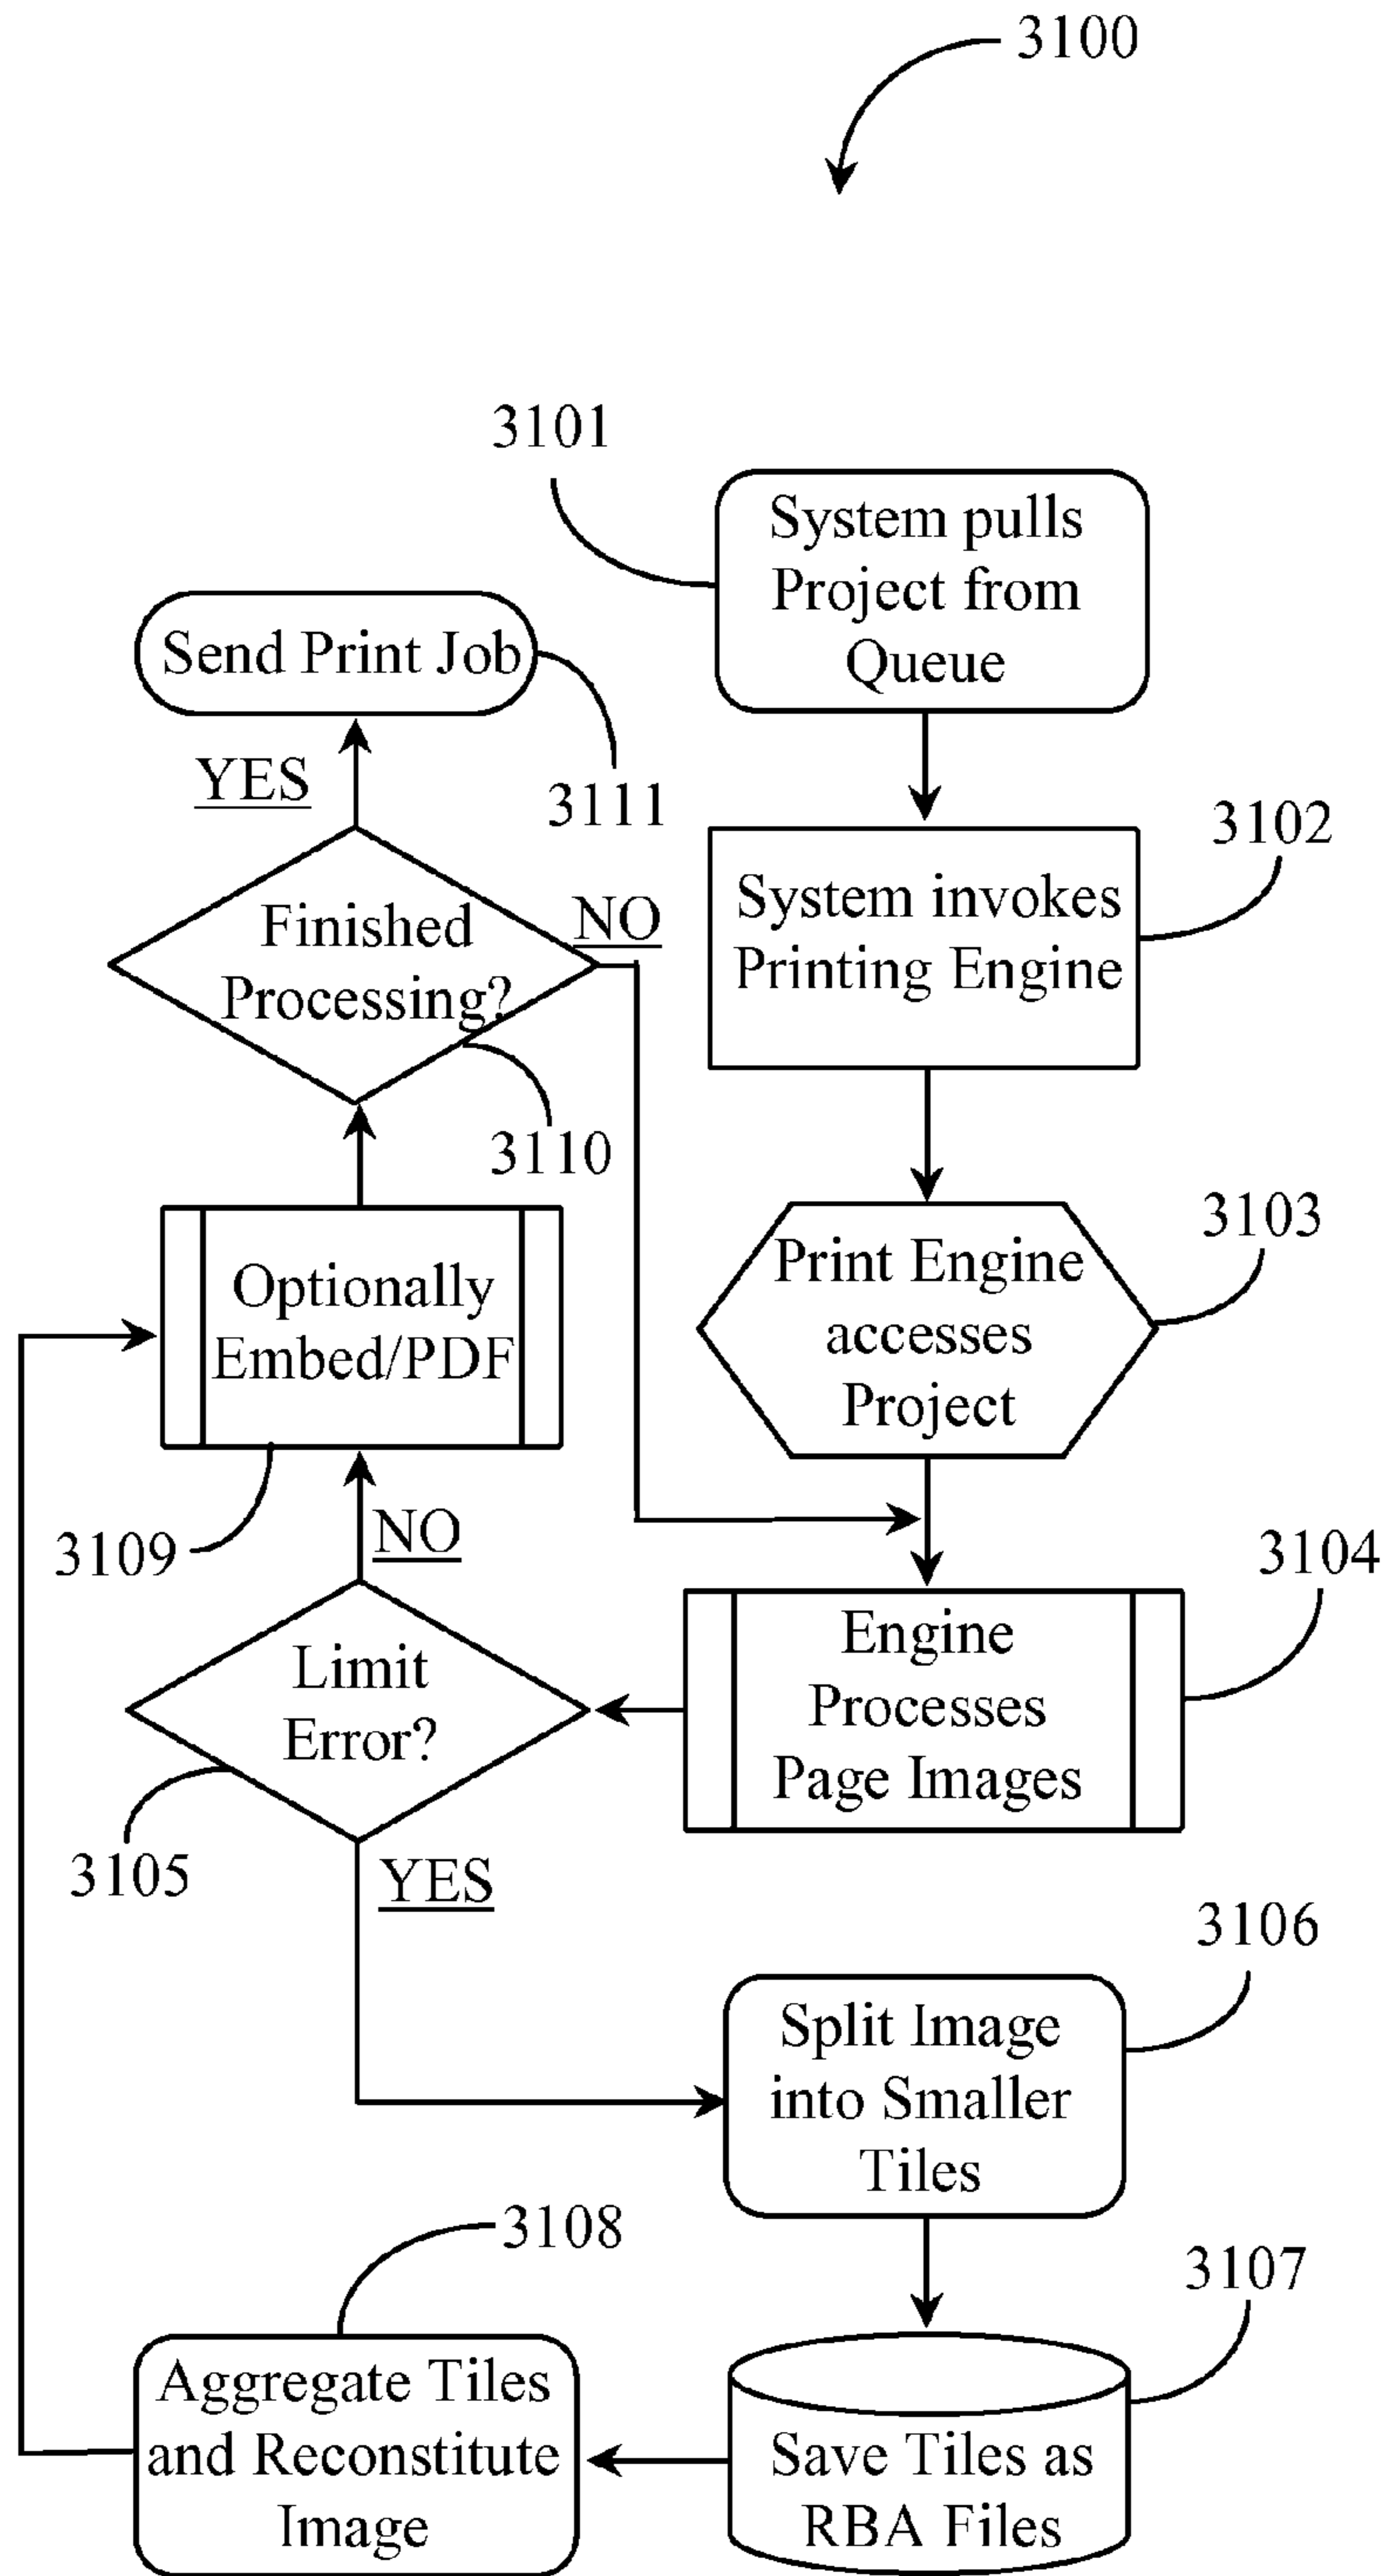 3100
3101
System pulls
Project from
Queue
Send Print Job
3111
YES
3102
System invokes
Printing Engine
Finished
Processing?
NO
3110
3103
Print Engine
accesses
Project
Optionally
Embed/PDF
3109
NO
3104
Engine
Processes
Page Images
Limit
Error?
3105
YES
3106
Split Image
into Smaller
Tiles
3107
Save Tiles as
RBA Files
3108
Aggregate Tiles
and Reconstitute
Image